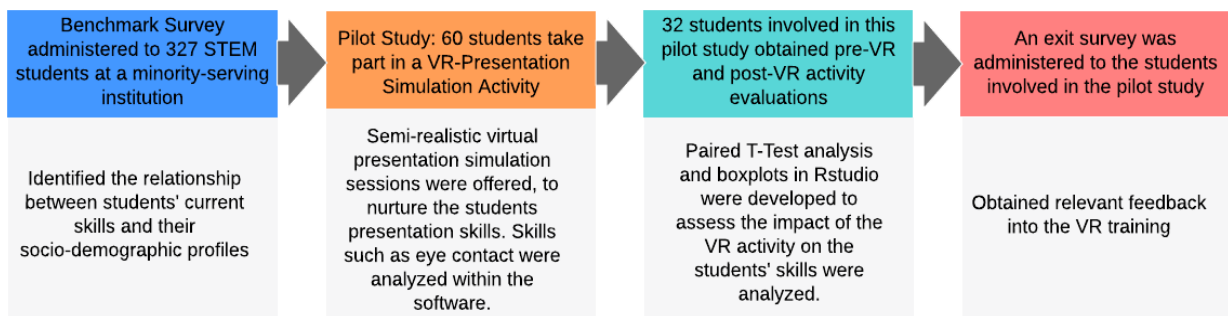 Benchmark Survey
administered to 327 STEM
students at a minority-serving
institution
Identified the relationship
between students' current
skills and their
socio-demographic profiles
Pilot Study: 60 students take
part in a VR-Presentation
Simulation Activity
Semi-realistic virtual
presentation simulation
sessions were offered, to
nurture the students
presentation skills. Skills
such as eye contact were
analyzed within the
software.
32 students involved in this
pilot study obtained pre-VR
and post-VR activity
evaluations
Paired T-Test analysis
and boxplots in Rstudio
were developed to
assess the impact of the
VR activity on the
students' skills were
analyzed.
An exit survey was
administered to the students
involved in the pilot study
Obtained relevant feedback
into the VR training